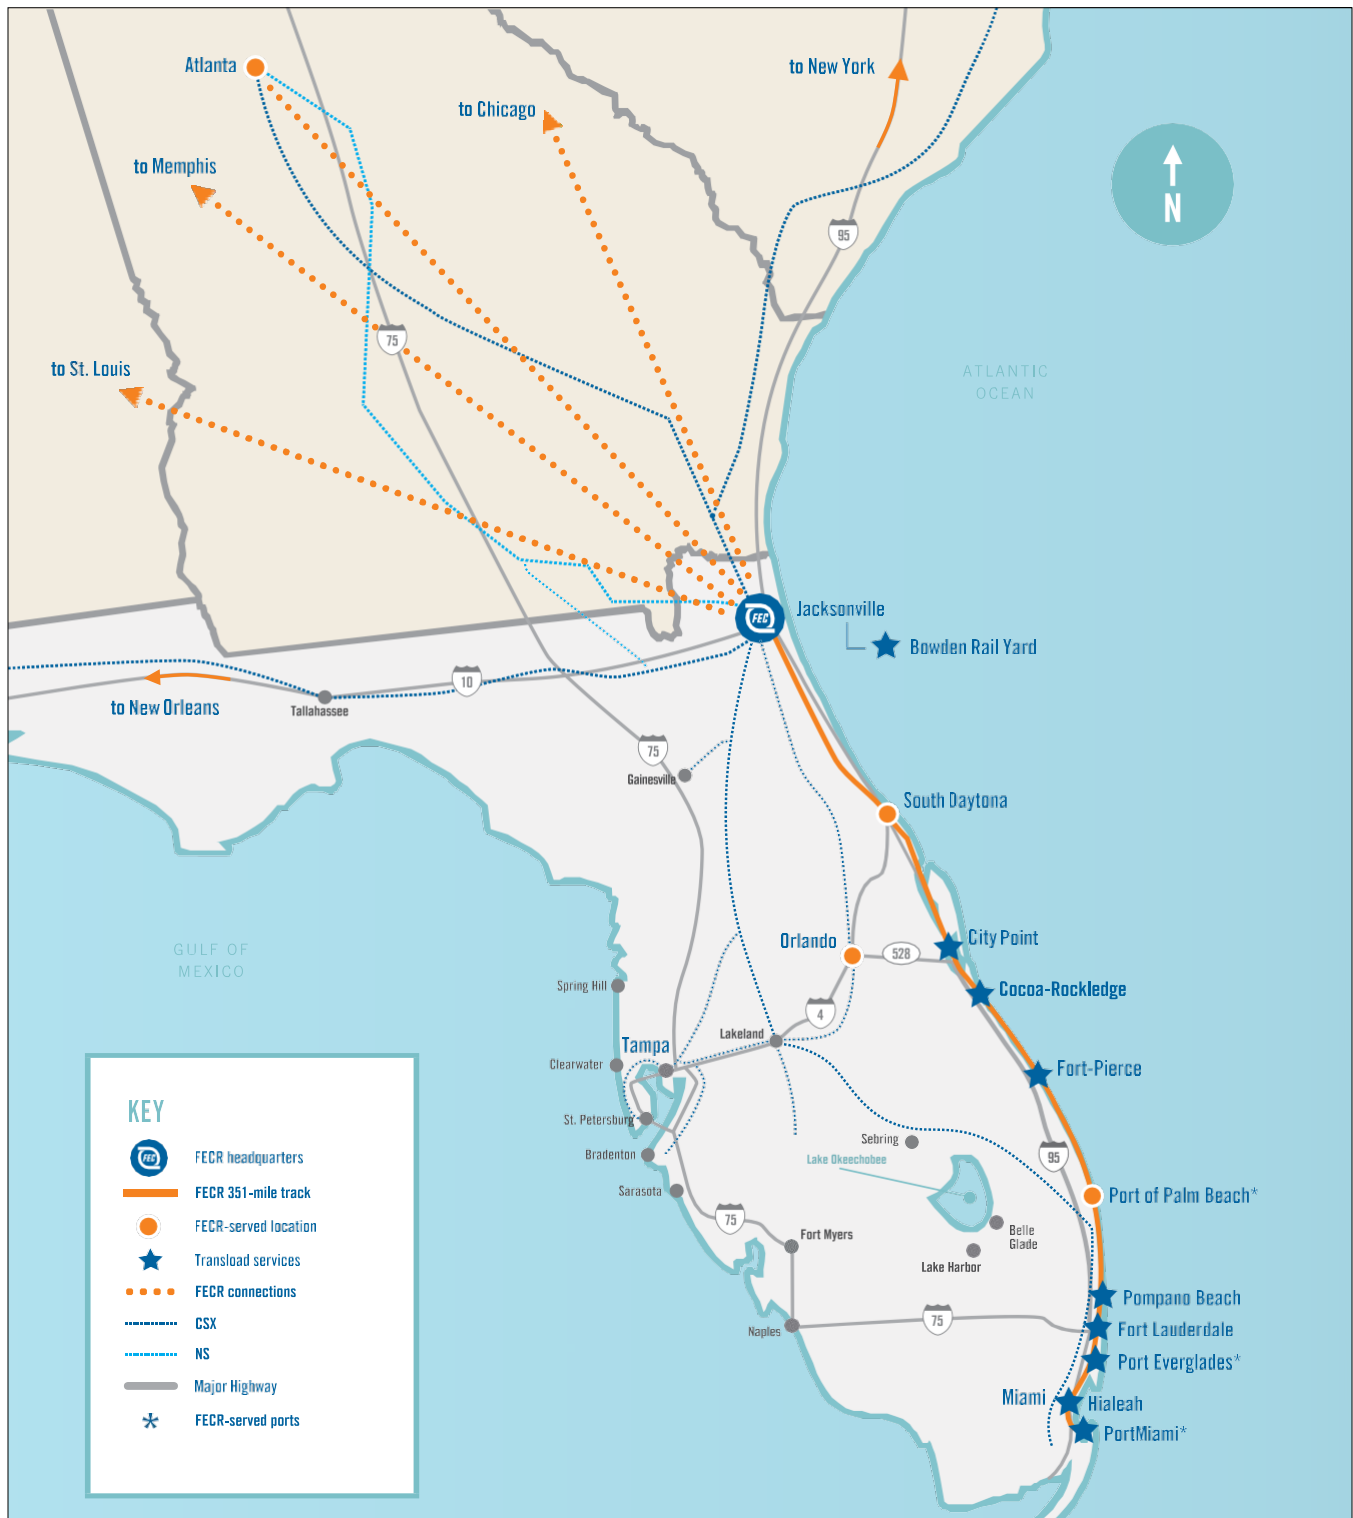 Atlanta
to New York
to Chicago
to Memphis
N
95
75
to St. Louis
ATLANTIC
OCEAN
FEC
Jacksonville
Bowden Rail Yard
10
to New Orleans
Tallahassee
75
Gainesville
South Daytona
GULF OF
MEXICO
Orlando
528
City Point
Spring Hill
Cocoa-Rockledge
4
Lakeland
Tampa
Clearwater
Fort-Pierce
St. Petersburg
Sebring
Bradenton
Lake Okeechobee
95
Sarasota
Port of Palm Beach*
75
Fort Myers
Belle
Glade
Lake Harbor
Pompano Beach
75
Naples
Fort Lauderdale
Port Everglades*
Miami
Hialeah
PortMiami*
KEY
FEC
FECR headquarters
FECR 351-mile track
FECR-served location
Transload services
FECR connections
CSX
NS
Major Highway
* FECR-served ports